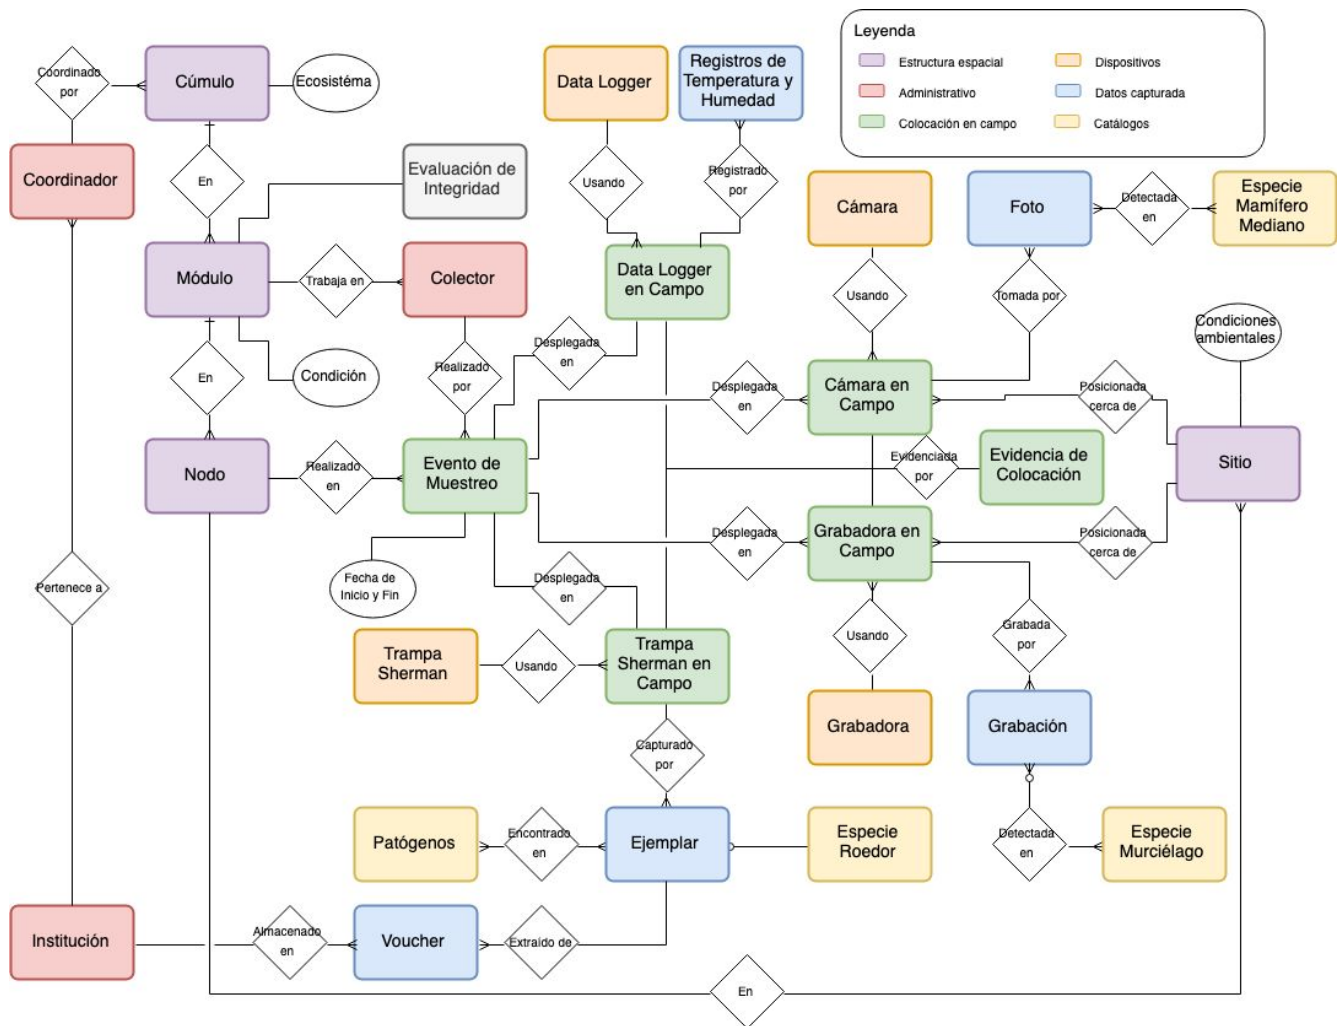 Leyenda
Estructura espacial
Dispositivos
Administrativo
Datos capturada
Colocación en campo
Catálogos
Coordinado
por
Cúmulo
Ecosistéma
Data Logger
Registros de
Temperatura y
Humedad
Coordinador
En
Evaluación de
Integridad
Usando
Registrado
por
Cámara
Foto
Detectada
en
Especie
Mamífero
Mediano
Módulo
Trabaja en
Colector
Data Logger
en Campo
Usando
Tomada por
Condiciones
ambientales
En
Condición
Realizado
por
Desplegada
en
Desplegada
en
Cámara en
Campo
Posicionada
cerca de
Nodo
Realizado
en
Evento de
Muestreo
Evidenciada
por
Evidencia de
Colocación
Sitio
Desplegada
en
Grabadora en
Campo
Posicionada
cerca de
Pertenece a
Fecha de
Inicio y Fin
Desplegada
en
Usando
Grabada
por
Trampa
Sherman
Usando
Trampa
Sherman en
Campo
Grabadora
Grabación
Capturado
por
Patógenos
Encontrado
en
Ejemplar
Especie
Roedor
Detectada
en
Especie
Murciélago
Institución
Almacenado
en
Voucher
Extraído de
En